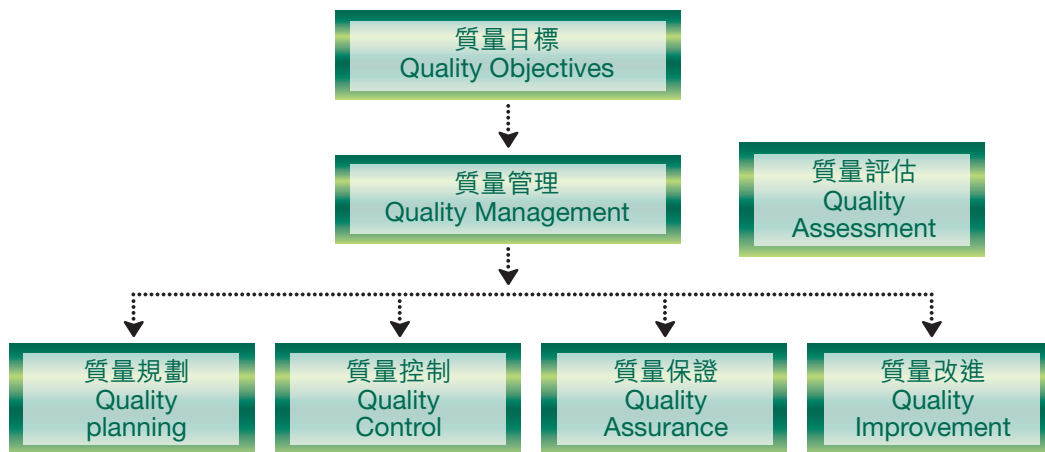 質量目標
Quality Objectives
質量管理
Quality Management
質量評估
Quality
Assessment
質量規劃
Quality
planning
質量控制
Quality
Control
質量保證
Quality
Assurance
質量改進
Quality
Improvement